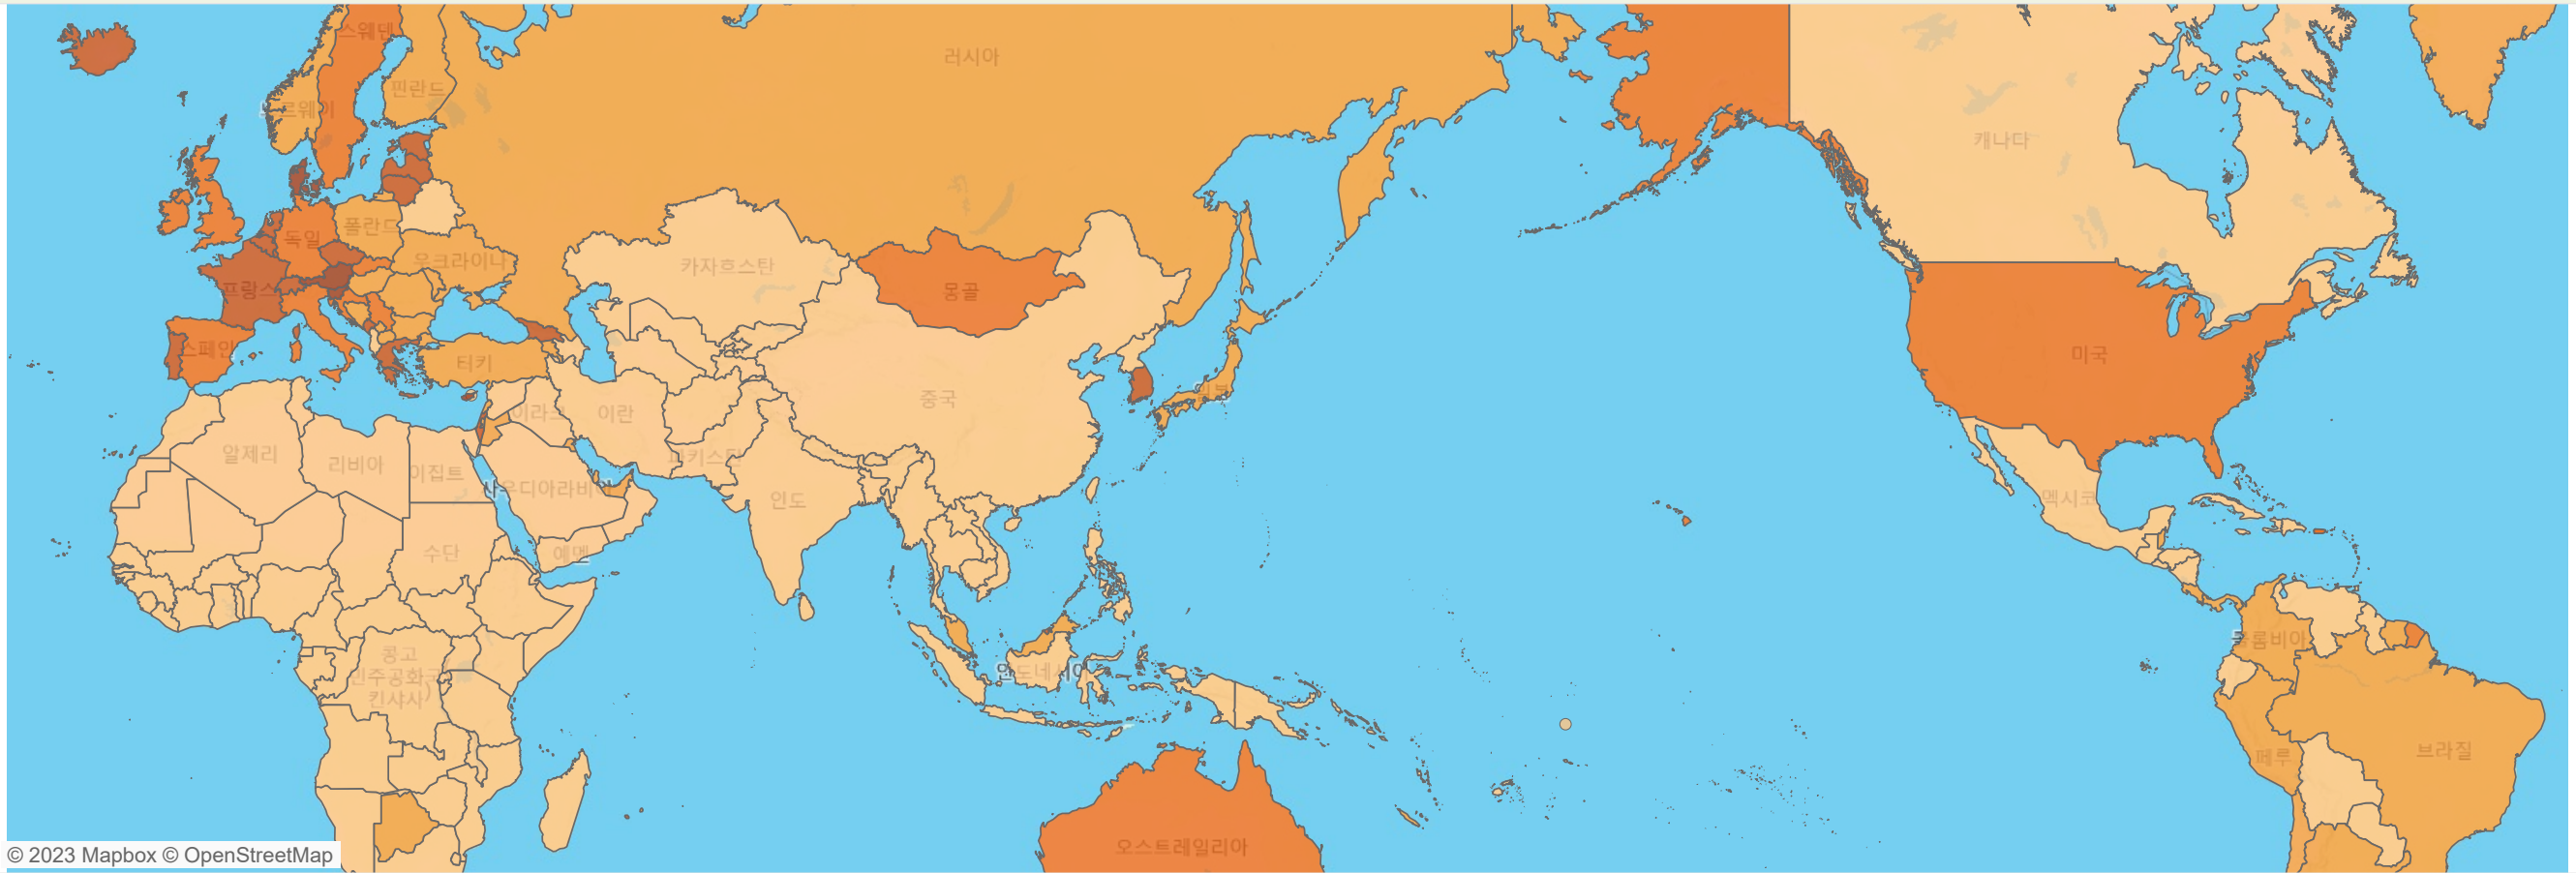 스웨덴
러시아
핀란드
노르웨이
캐나다
폴란드
독일
우크라이나
카자흐스탄
프랑스
몽골
스페인
터키
미국
이라크
이란
중국
일본
알제리
리비아
이집트
파키스탄
사우디아라비아
인도
멕시코
수단
예멘
콜롬비아
콩고
민주공화국
킨샤사)
인도네시아
페루
브라질
오스트레일리아
© 2023 Mapbox © OpenStreetMap